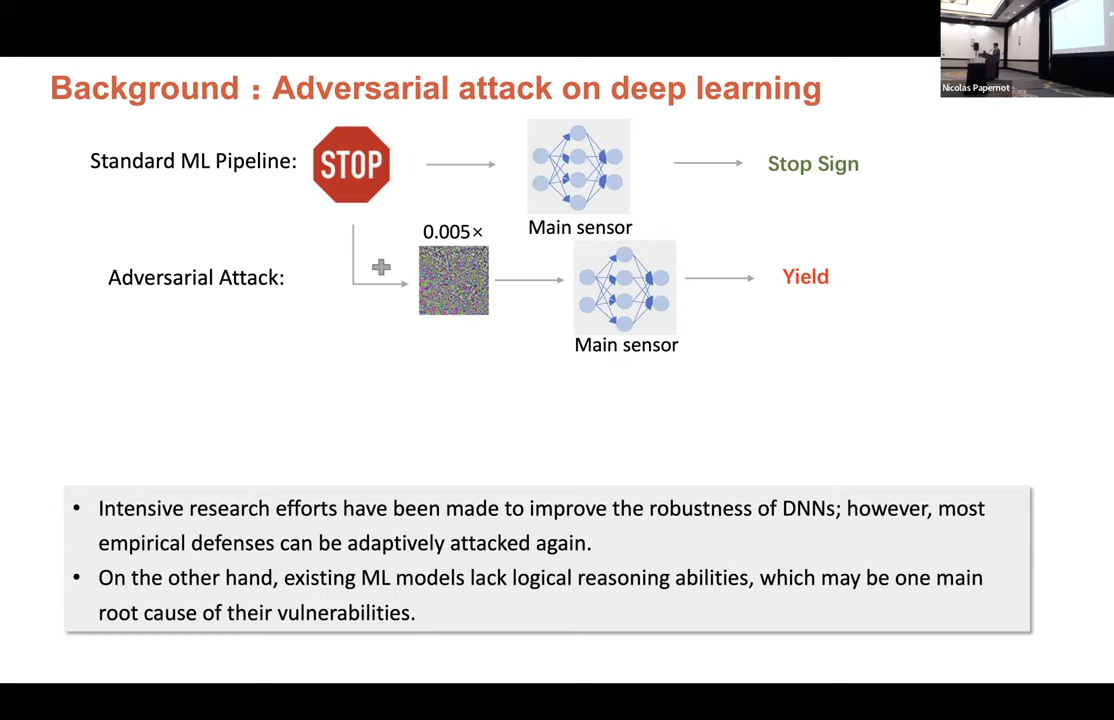 Nicolas Papernot
Background：Adversarial attack on deep learning
Standard ML Pipeline:
STOP
Stop Sign
Main sensor
0.005×
Adversarial Attack:
Yield
Main sensor
• Intensive research efforts have been made to improve the robustness of DNNs; however, most
empirical defenses can be adaptively attacked again.
• On the other hand, existing ML models lack logical reasoning abilities, which may be one main
root cause of their vulnerabilities.